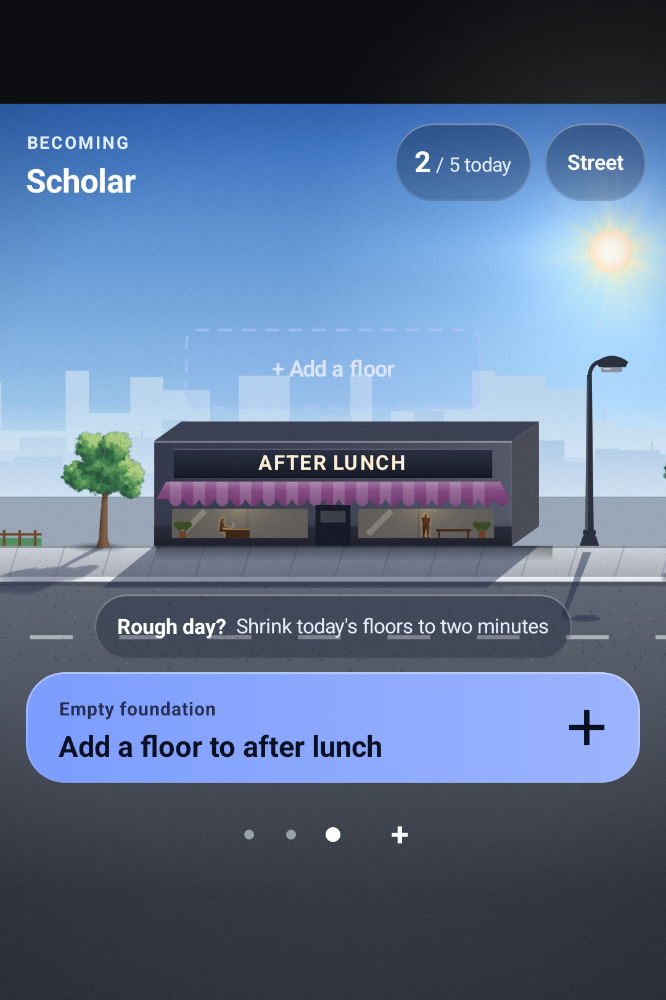 BECOMING
Scholar
2 / 5 today
Street
+ Add a floor
AFTER LUNCH
Rough day? Shrink today's floors to two minutes
Empty foundation
Add a floor to after lunch
+
+